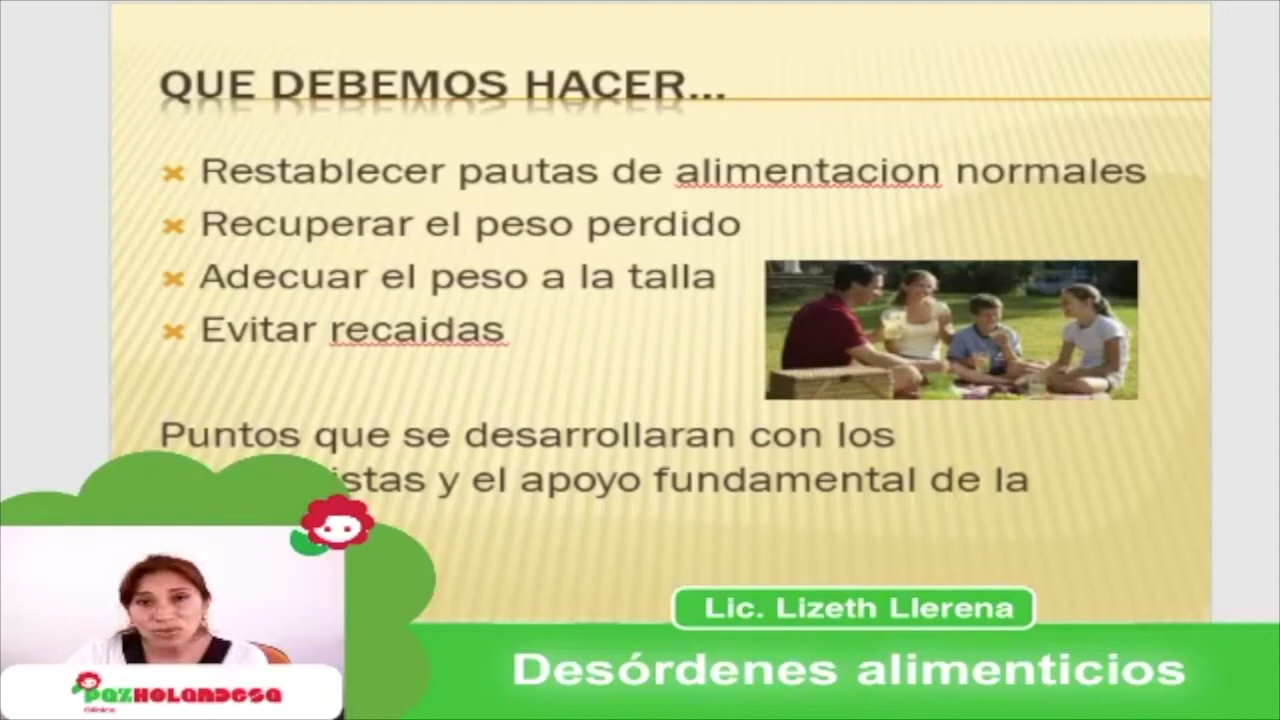 QUE DEBEMOS HACER...
Restablecer pautas de alimentacion normales
Recuperar el peso perdido
Adecuar el peso a la talla
Evitar recaidas
Puntos que se desarrollaran con los
y el apoyo fundamental de la
Lic. Lizeth Llerena
Desórdenes alimenticios
PAZHOLANDESA